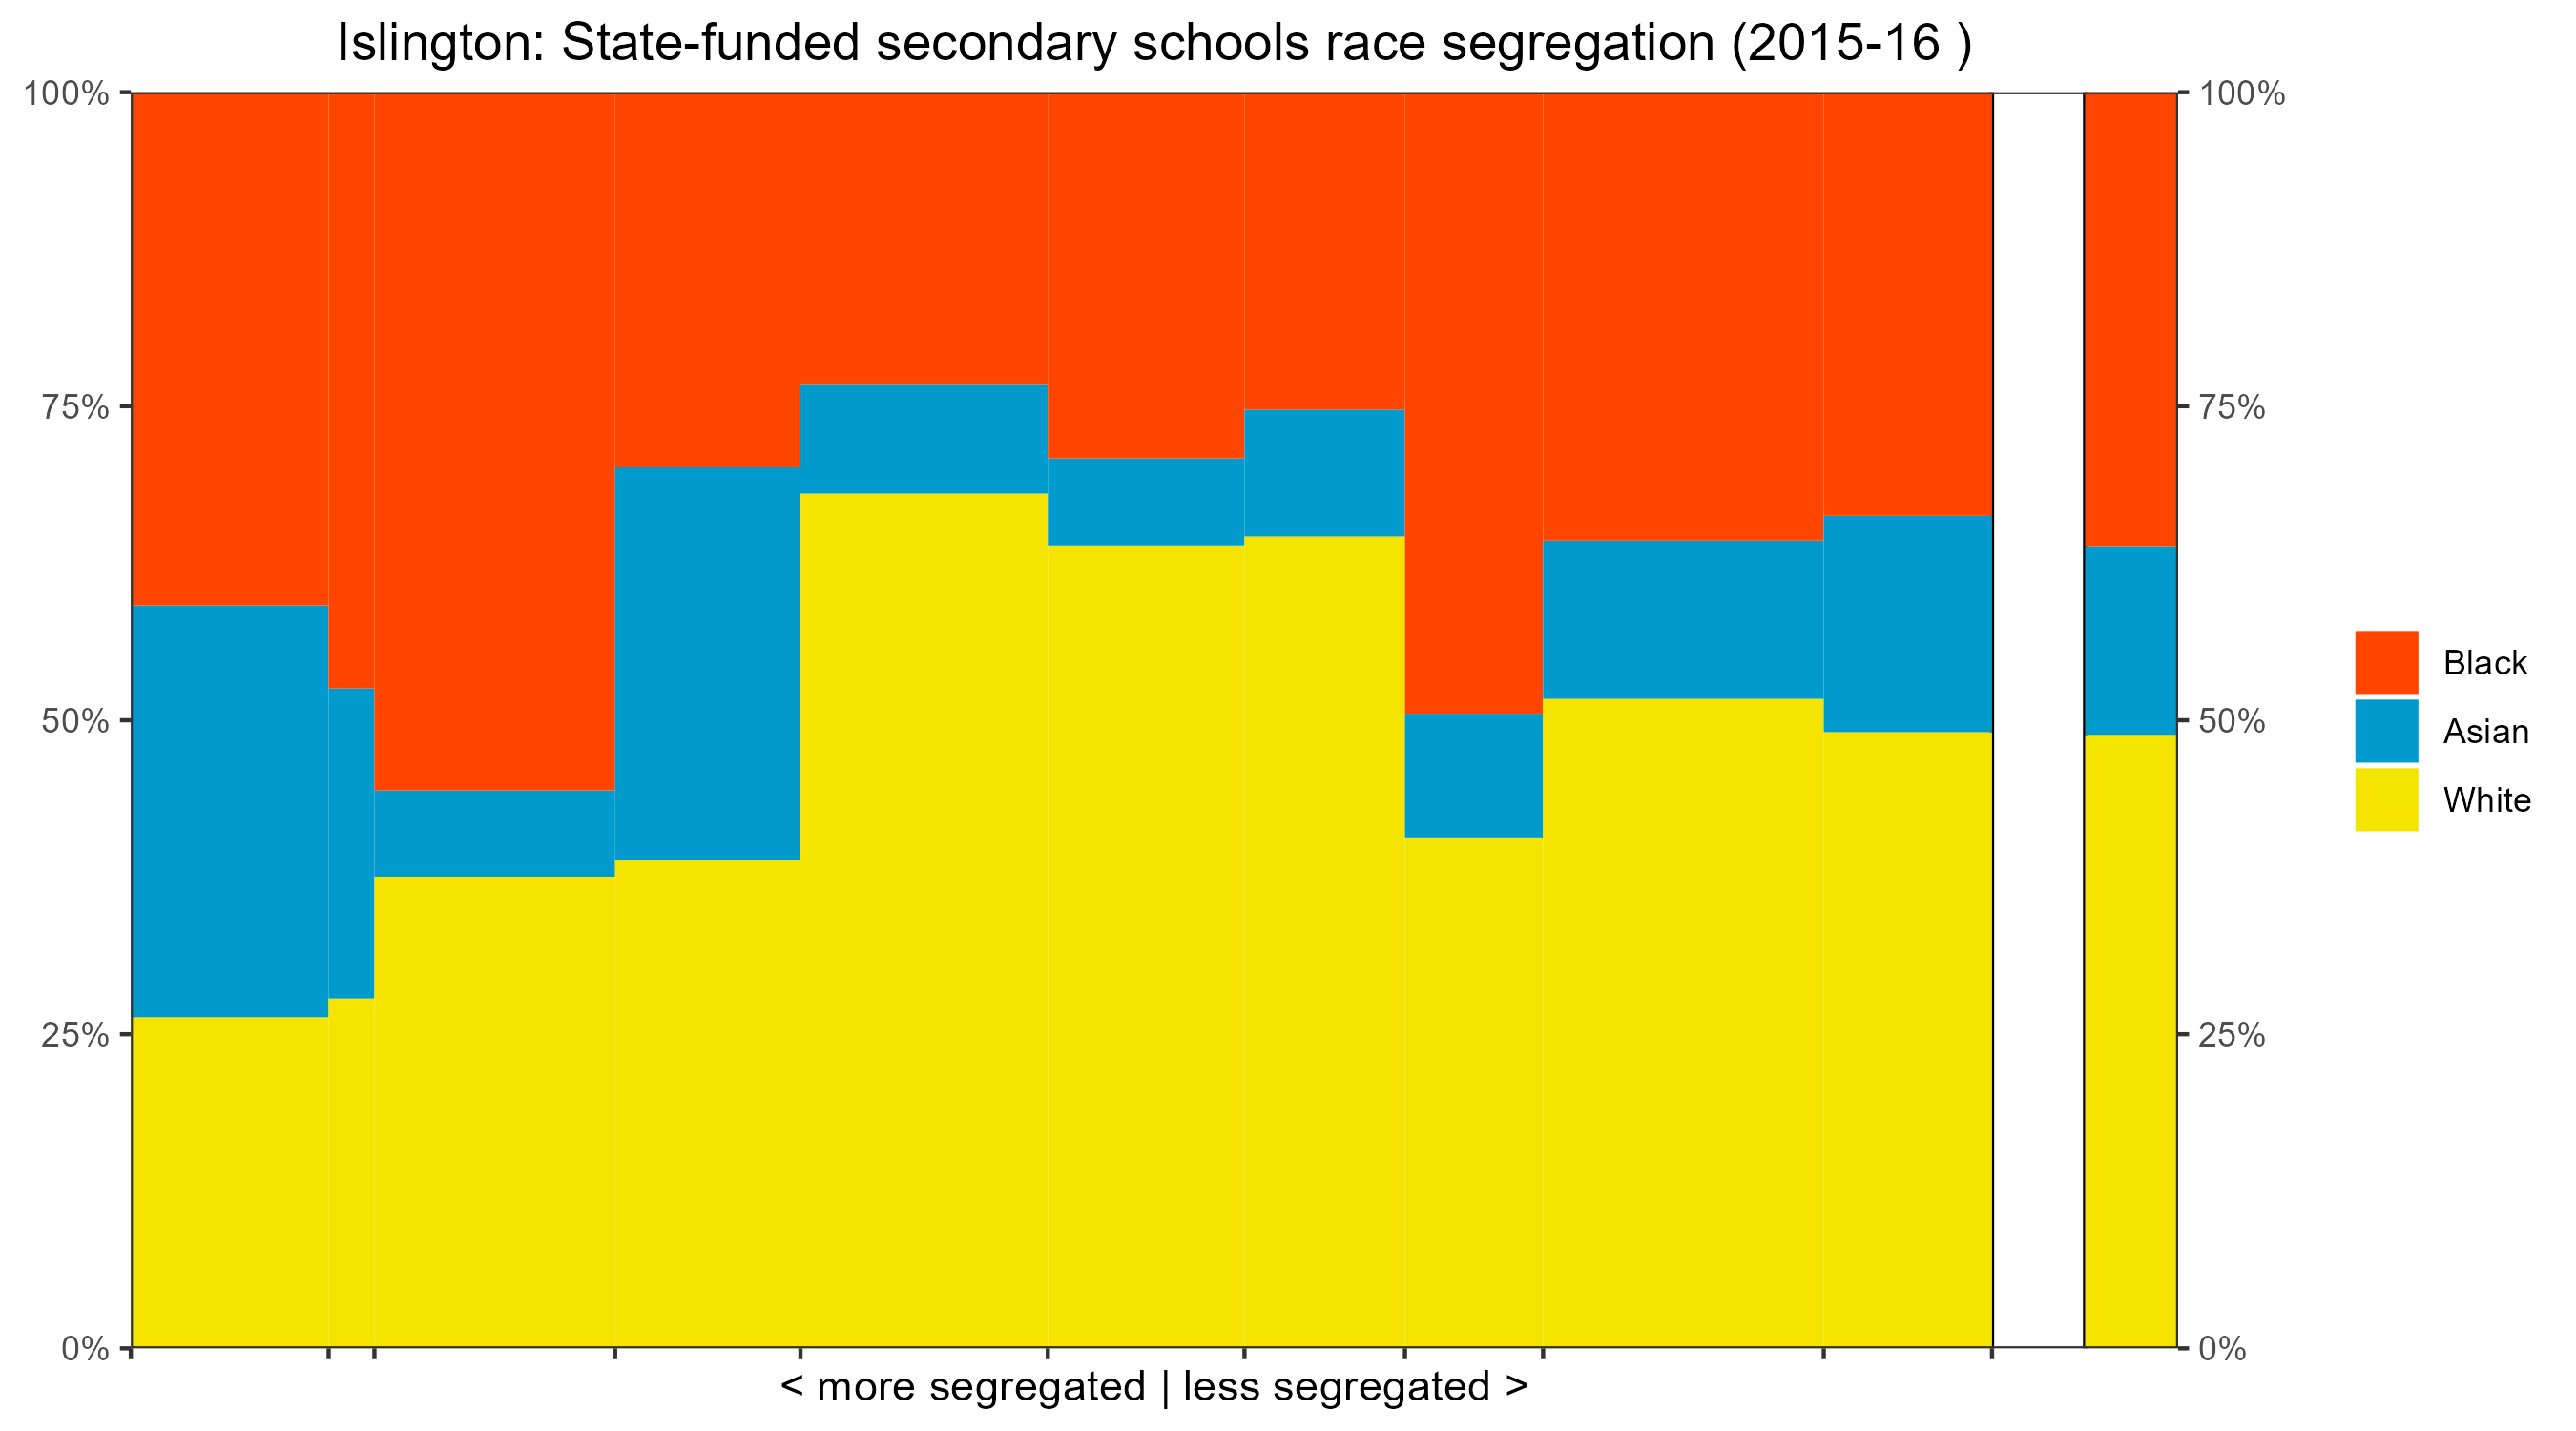 Islington: State-funded secondary schools race segregation (2015-16 )
100%
75%
50%
25%
0%
100%
75%
50%
25%
0%
Black
Asian
White
< more segregated | less segregated >